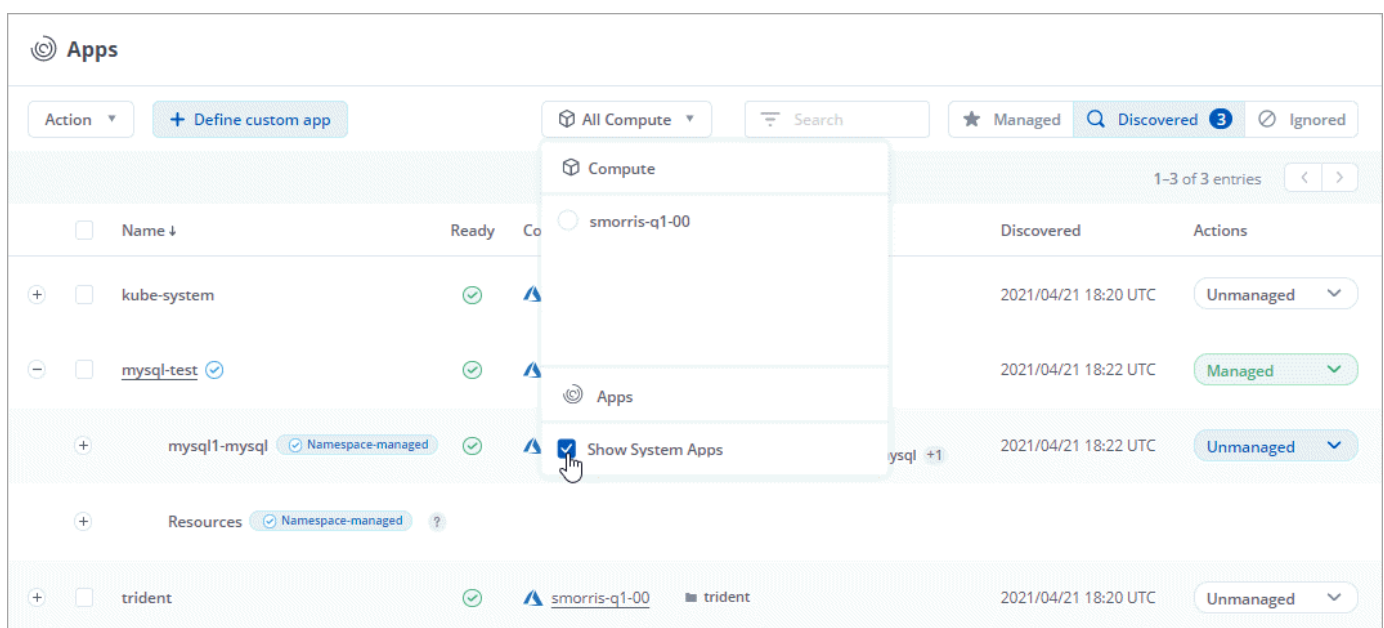 Apps
Action ▼ + Define custom app All Compute ▼ Search Managed Discovered 3 Ignored
Compute
1–3 of 3 entries < >
Name ↓ Ready Co smorris-q1-00 Discovered Actions
kube-system 2021/04/21 18:20 UTC Unmanaged
mysql-test 2021/04/21 18:22 UTC Managed
Apps
mysql1-mysql Namespace-managed Show System Apps ysql +1 2021/04/21 18:22 UTC Unmanaged
Resources Namespace-managed ?
trident smorris-q1-00 trident 2021/04/21 18:20 UTC Unmanaged